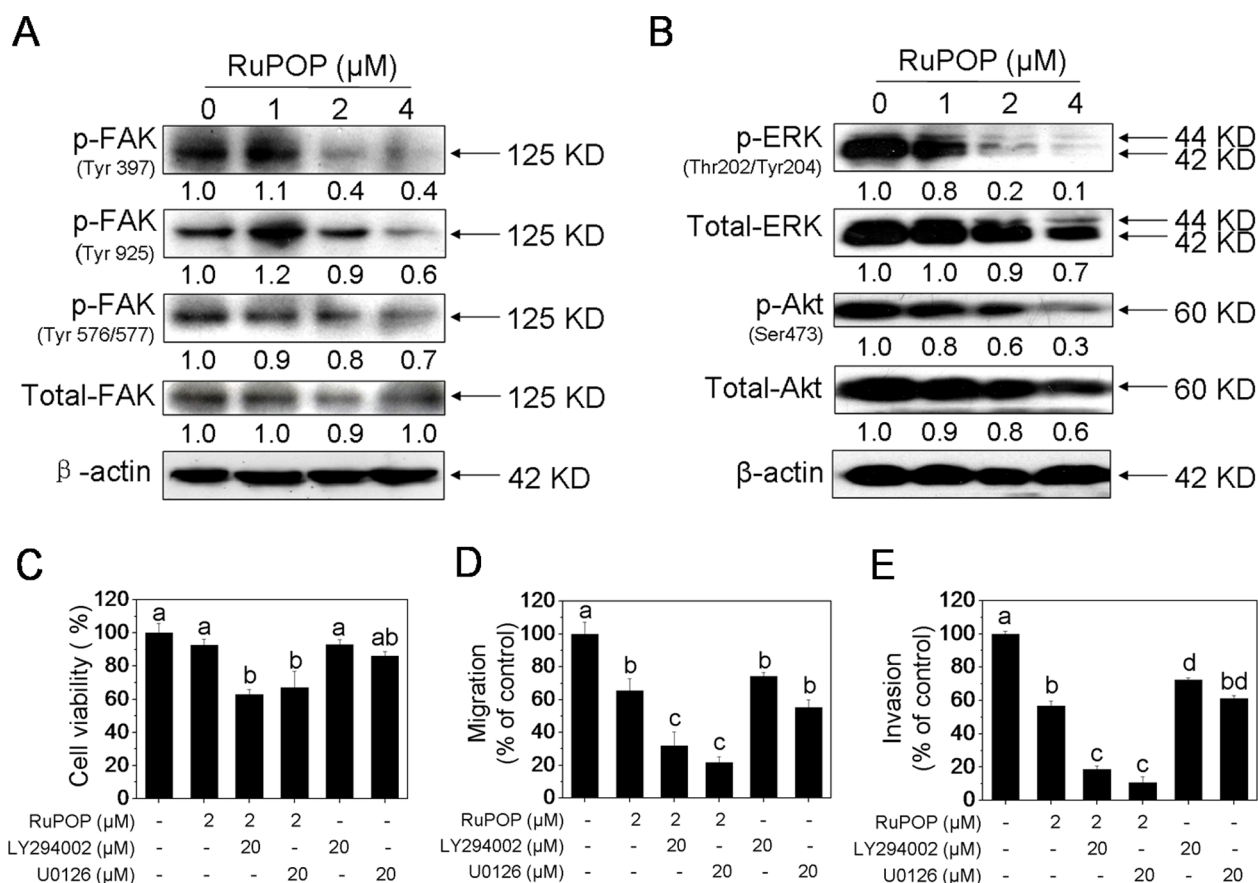 A
RuPOP (μM)
0 1 2 4
p-FAK
(Tyr 397)
125 KD
1.0 1.1 0.4 0.4
p-FAK
(Tyr 925)
125 KD
1.0 1.2 0.9 0.6
p-FAK
(Tyr 576/577)
125 KD
1.0 0.9 0.8 0.7
Total-FAK
125 KD
1.0 1.0 0.9 1.0
β -actin
42 KD
B
RuPOP (μM)
0 1 2 4
p-ERK
(Thr202/Tyr204)
44 KD
42 KD
1.0 0.8 0.2 0.1
Total-ERK
44 KD
42 KD
1.0 1.0 0.9 0.7
p-Akt
(Ser473)
60 KD
1.0 0.8 0.6 0.3
Total-Akt
60 KD
1.0 0.9 0.8 0.6
β-actin
42 KD
C
Cell viability ( %)
120
100
80
60
40
20
0
a a b b a ab
RuPOP (μM) - 2 2 2 - -
LY294002 (μM) - - 20 - 20 -
U0126 (μM) - - - 20 - 20
D
Migration
(% of control)
120
100
80
60
40
20
0
a b c c b b
RuPOP (μM) - 2 2 2 - -
LY294002 (μM) - - 20 - 20 -
U0126 (μM) - - - 20 - 20
E
Invasion
(% of control)
120
100
80
60
40
20
0
a b c c d bd
RuPOP (μM) - 2 2 2 - -
LY294002 (μM) - - 20 - 20 -
U0126 (μM) - - - 20 - 20